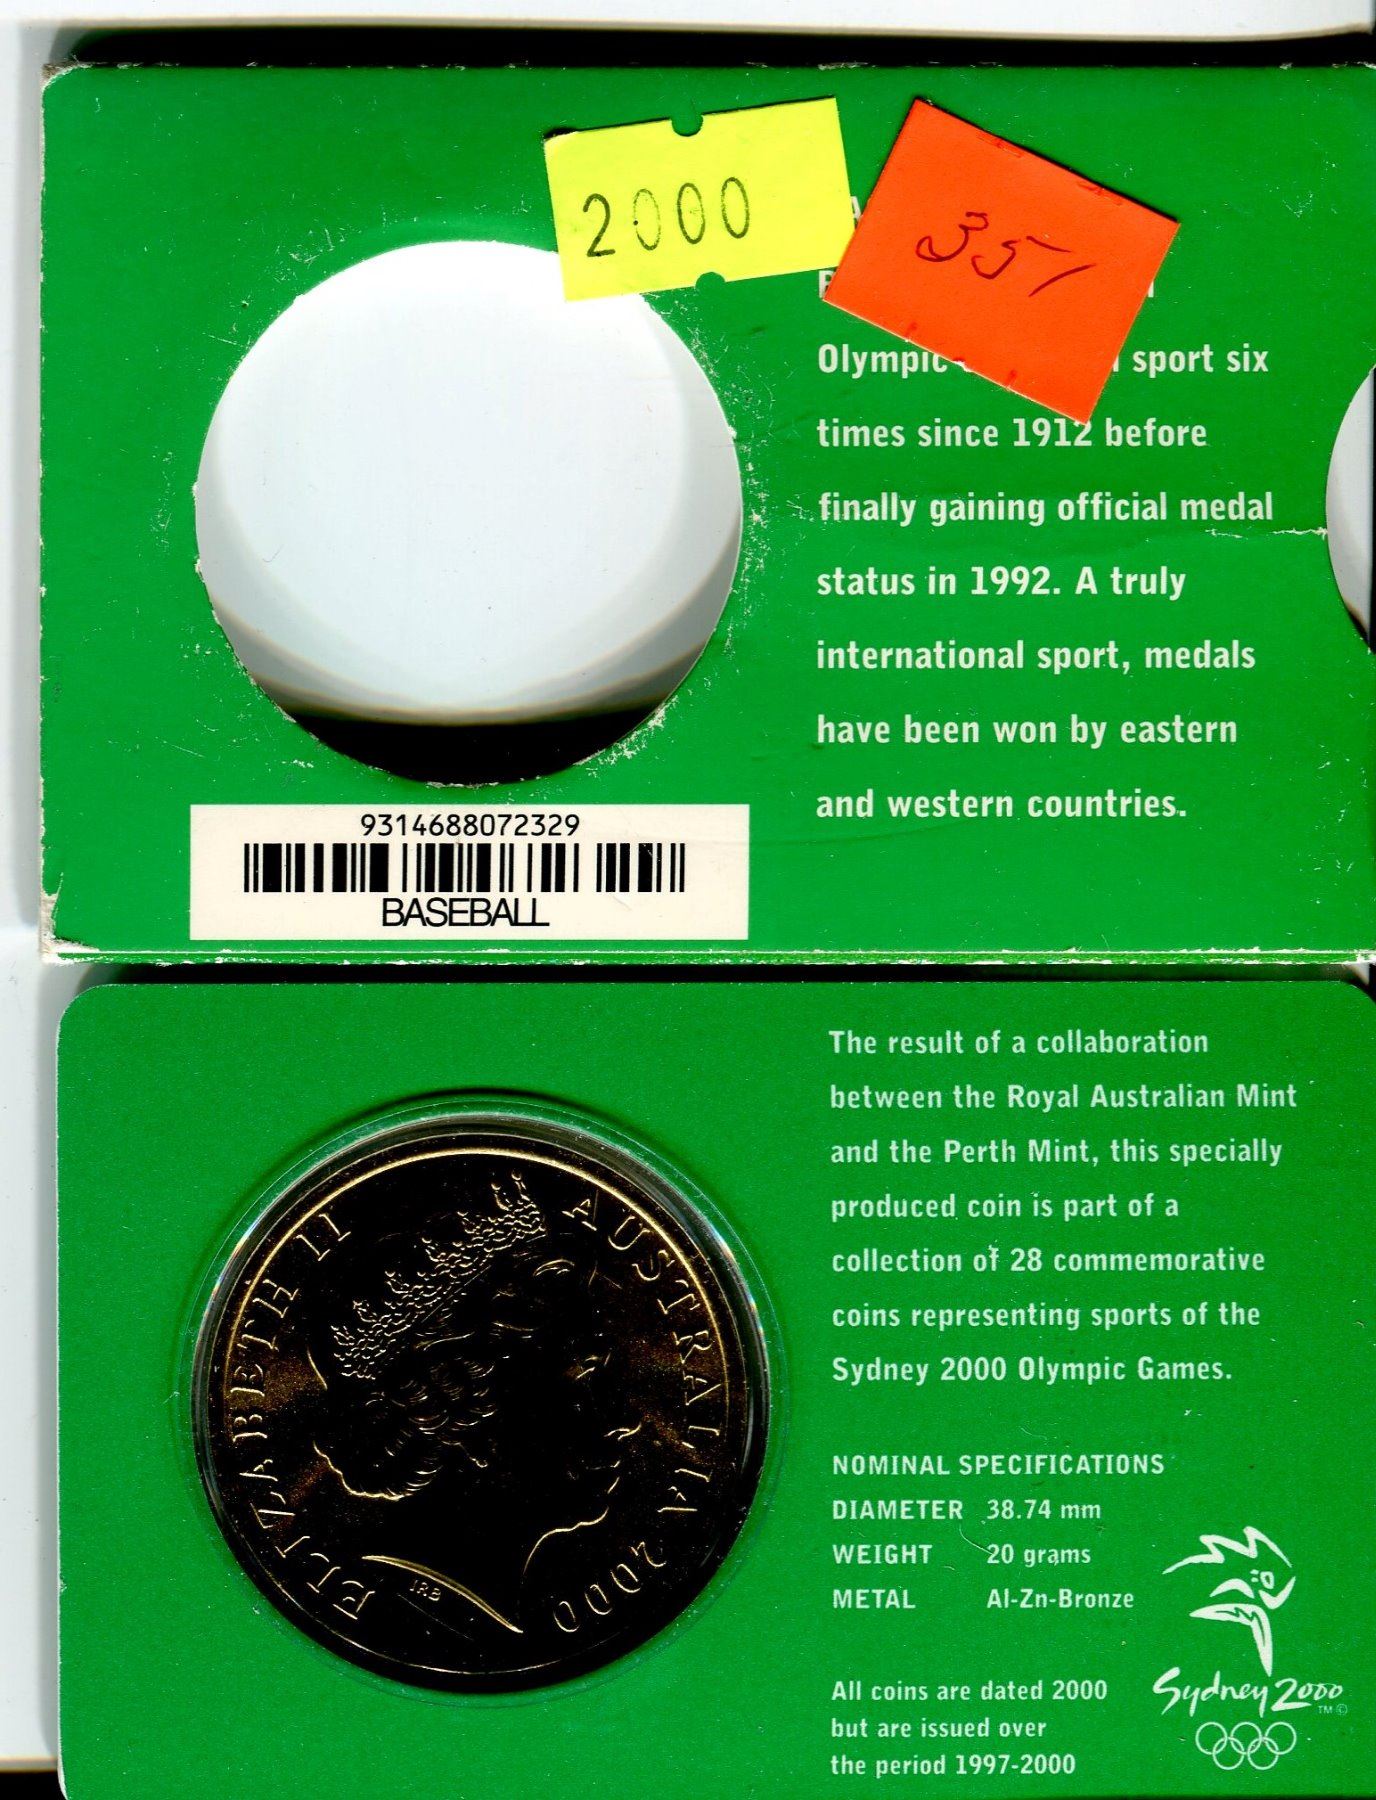 2000
351
Olympic sport six
times since 1912 before
finally gaining official medal
status in 1992. A truly
international sport, medals
have been won by eastern
and western countries.
9314688072329
BASEBALL
The result of a collaboration
between the Royal Australian Mint
and the Perth Mint, this specially
produced coin is part of a
collection of 28 commemorative
coins representing sports of the
Sydney 2000 Olympic Games.
NOMINAL SPECIFICATIONS
DIAMETER 38.74 mm
WEIGHT 20 grams
METAL Al-Zn-Bronze
All coins are dated 2000
but are issued over
the period 1997-2000
Sydney 2000
TM ©
ELIZABETH II AUSTRALIA 2000
IRB